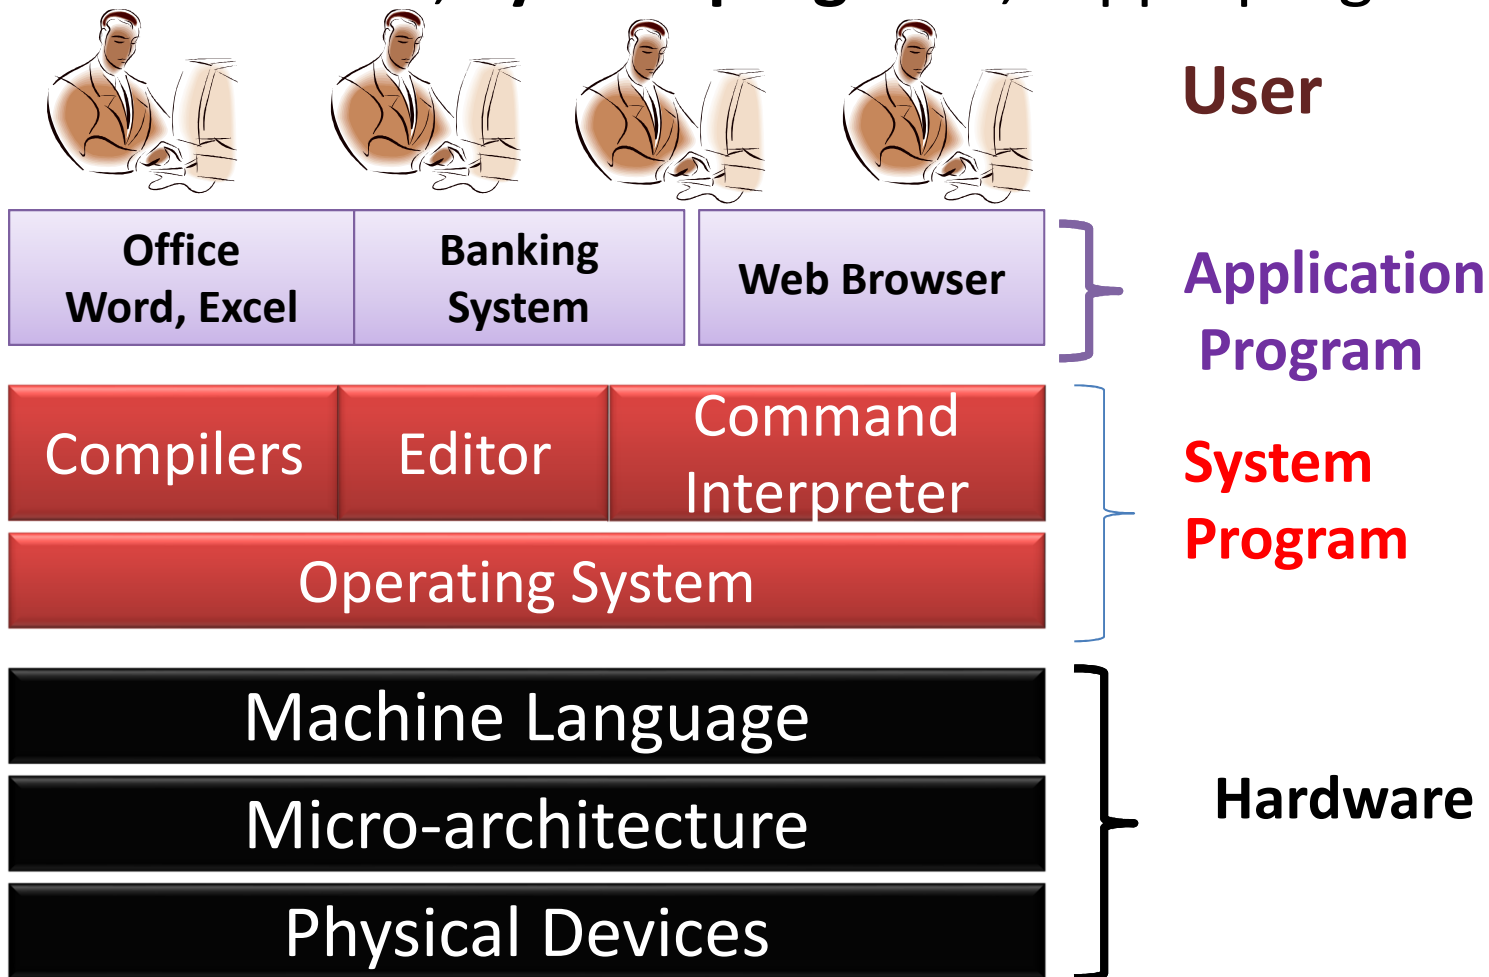 User
Office
Word, Excel
Banking
System
Web Browser
Application
Program
Compilers
Editor
Command
Interpreter
System
Program
Operating System
Machine Language
Micro-architecture
Hardware
Physical Devices